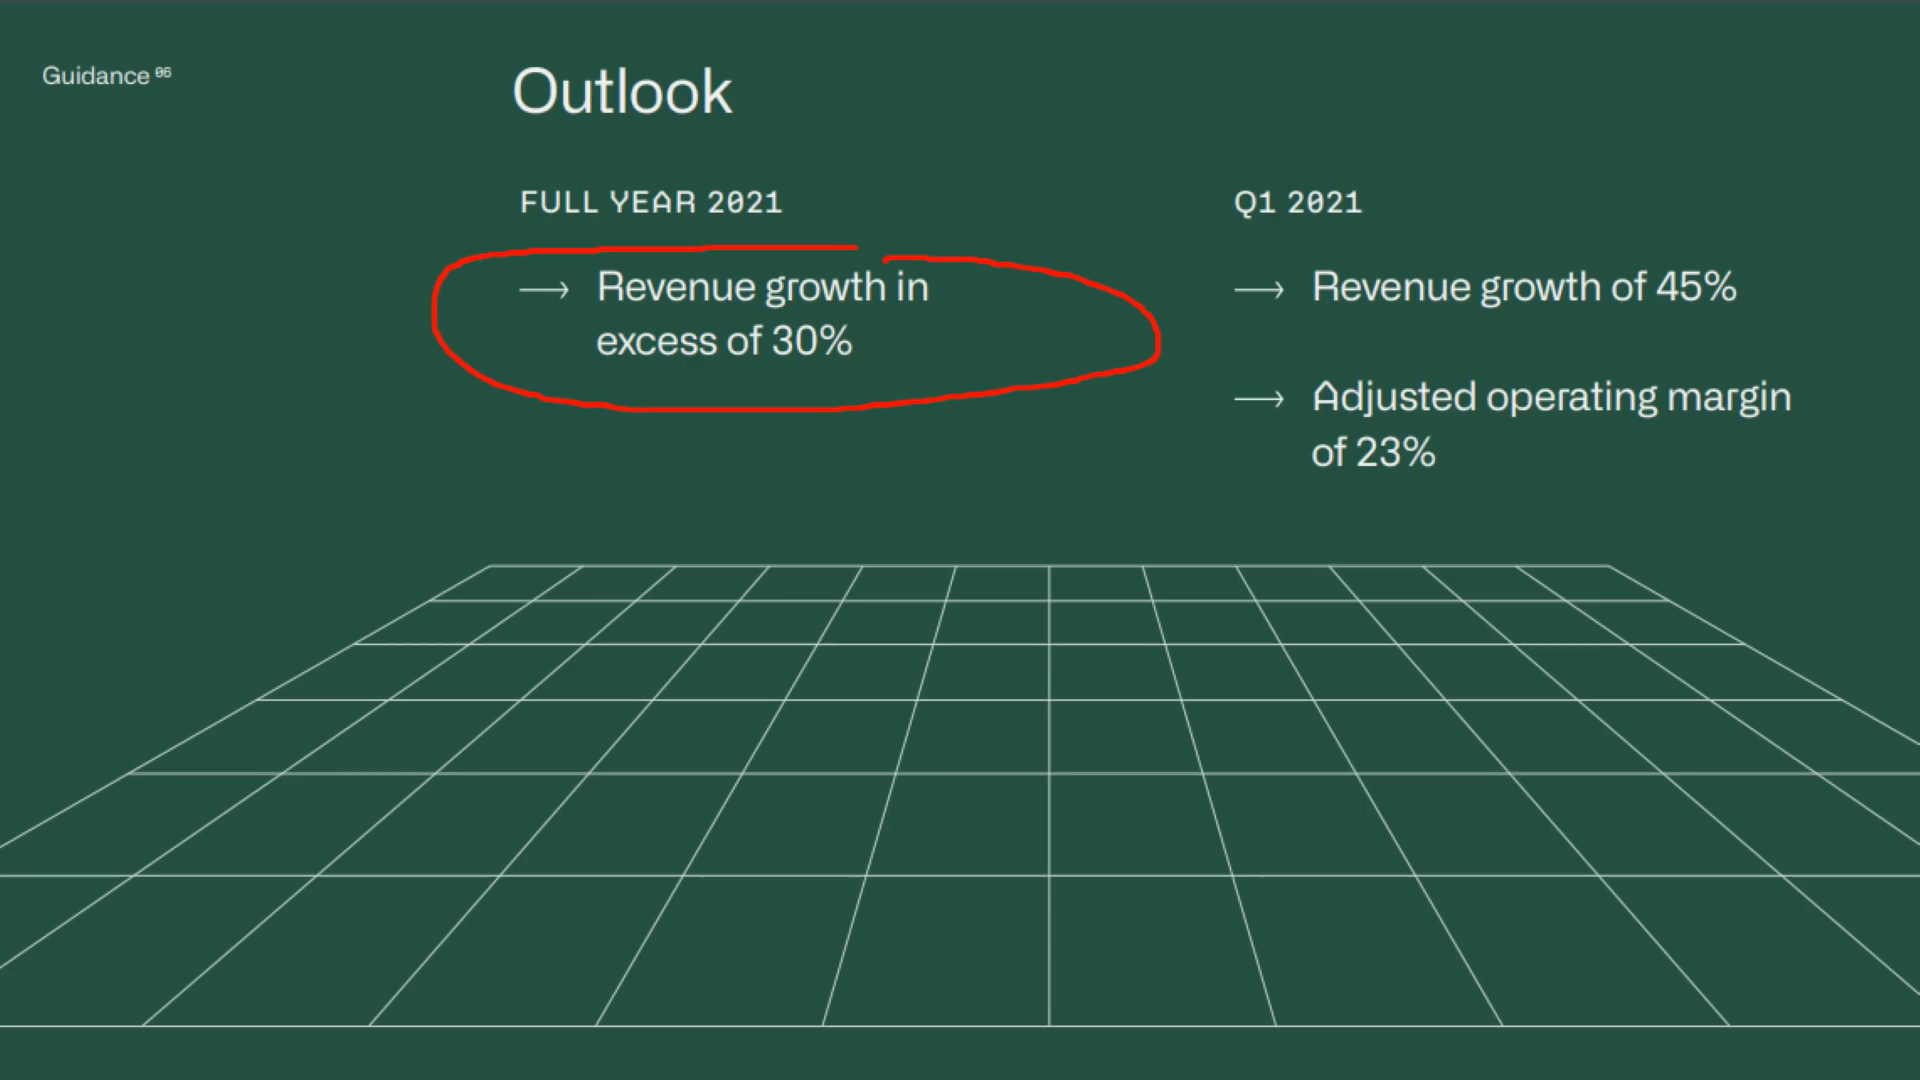 Guidance 06
Outlook
FULL YEAR 2021
→ Revenue growth in
excess of 30%
Q1 2021
→ Revenue growth of 45%
→ Adjusted operating margin
of 23%